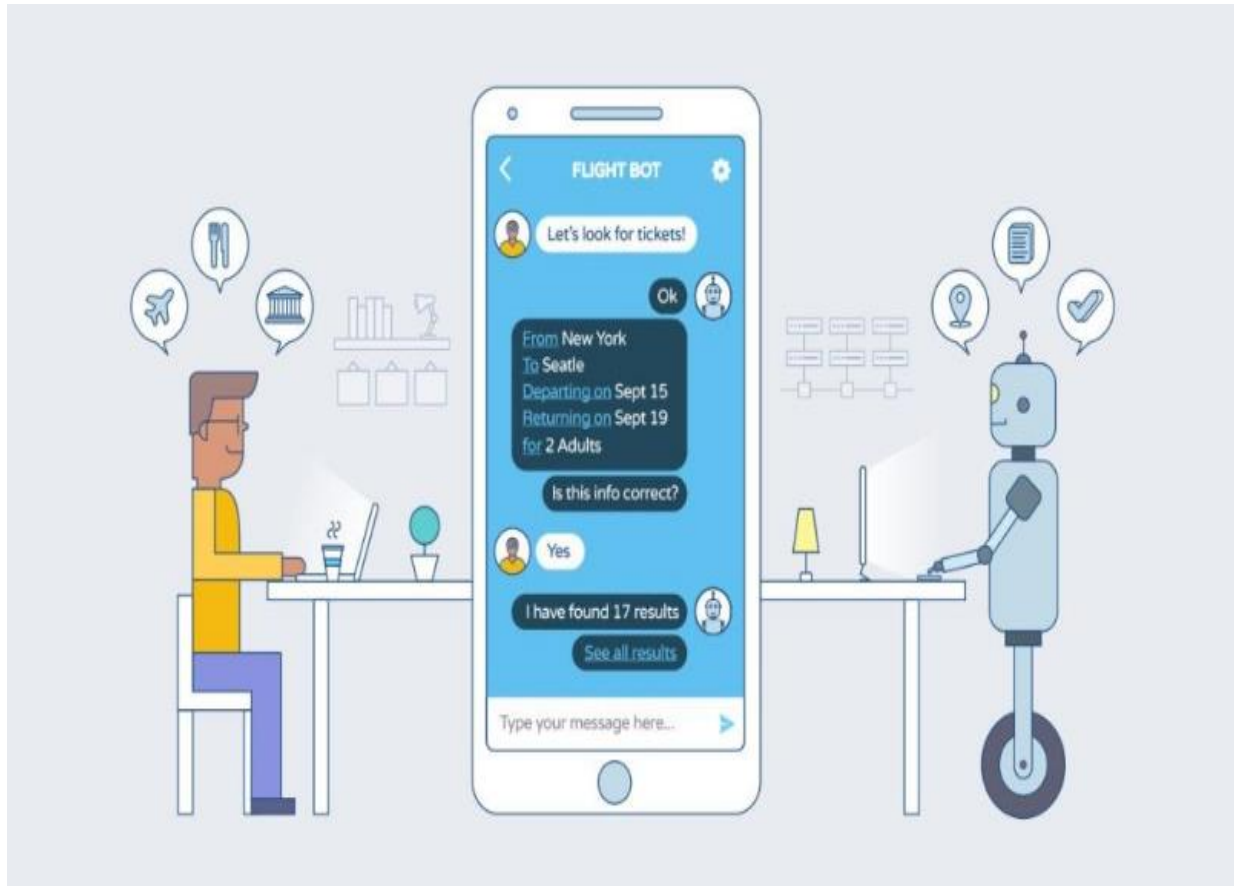 FLIGHT BOT
Let's look for tickets!
Ok
From New York
To Seatle
Departing on Sept 15
Returning on Sept 19
for 2 Adults
Is this info correct?
Yes
I have found 17 results
See all results
Type your message here...